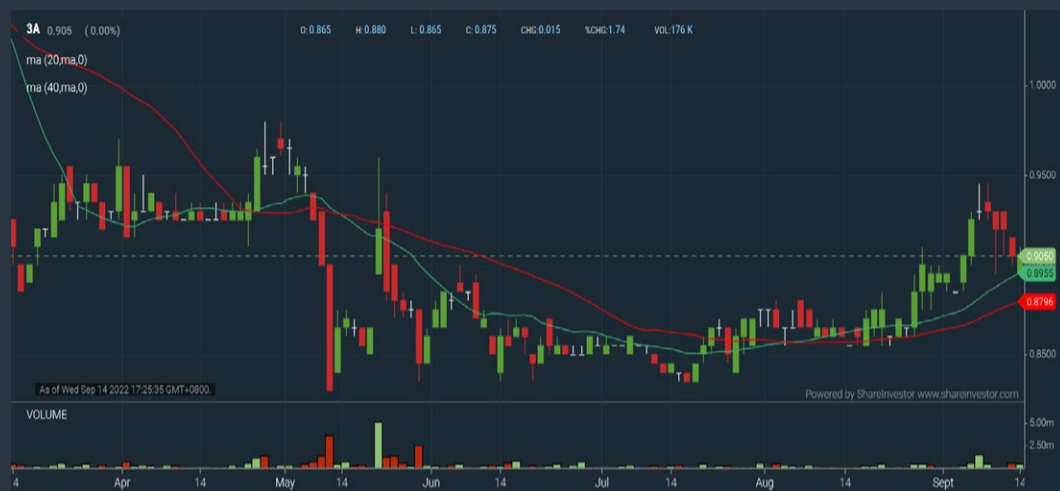 3A 0.905 ( 0.00%) O:0.865 H:0.880 L: 0.865 C: 0.875 CHG:0.015 %CHG:1.74 VOL:176 K
ma (20,ma,0)
ma (40,ma,0)
1.0000
0.9500
0.9050
0.8955
0.8796
0.8500
As of Wed Sep 14 2022 17:25:35 GMT+0800.
Powered by ShareInvestor www.shareinvestor.com
VOLUME
5.00m
2.50m
4 Apr 14 May 14 Jun 14 Jul 14 Aug 14 Sept 14